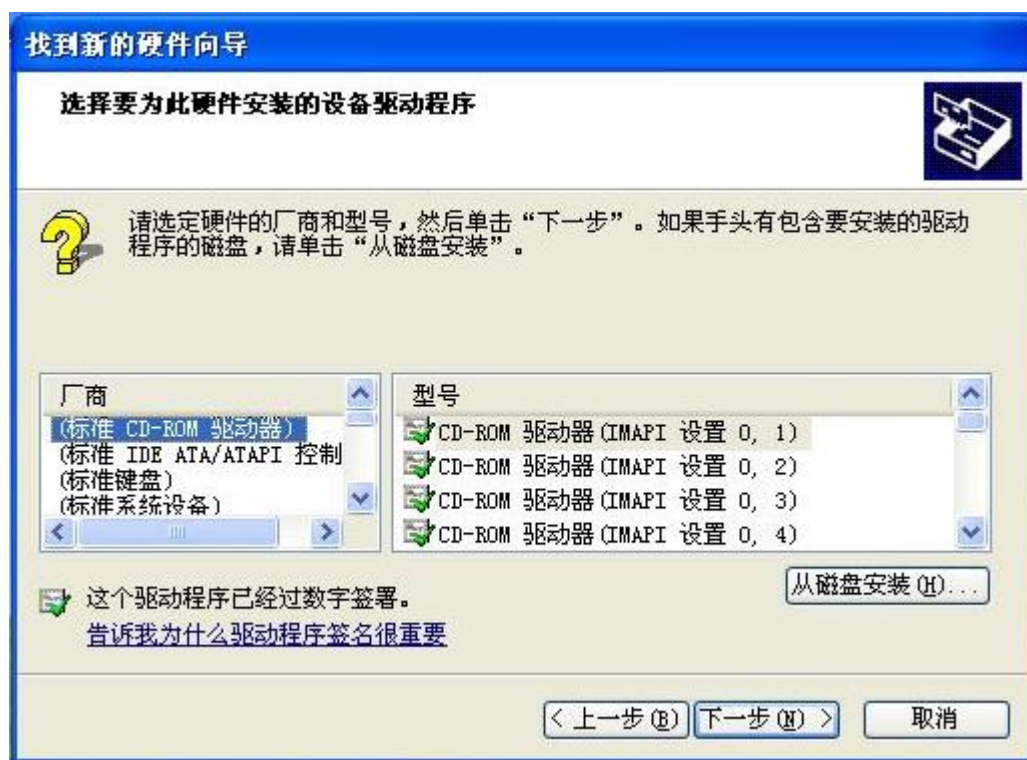 找到新的硬件向导
选择要为此硬件安装的设备驱动程序
请选定硬件的厂商和型号，然后单击“下一步”。如果手头有包含要安装的驱动
程序的磁盘，请单击“从磁盘安装”。
厂商
(标准 CD-ROM 驱动器)
(标准 IDE ATA/ATAPI 控制
(标准键盘)
(标准系统设备)
型号
CD-ROM 驱动器(IMAPI 设置 0, 1)
CD-ROM 驱动器(IMAPI 设置 0, 2)
CD-ROM 驱动器(IMAPI 设置 0, 3)
CD-ROM 驱动器(IMAPI 设置 0, 4)
从磁盘安装(H)...
这个驱动程序已经过数字签署。
告诉我为什么驱动程序签名很重要
< 上一步(B)
下一步(N) >
取消